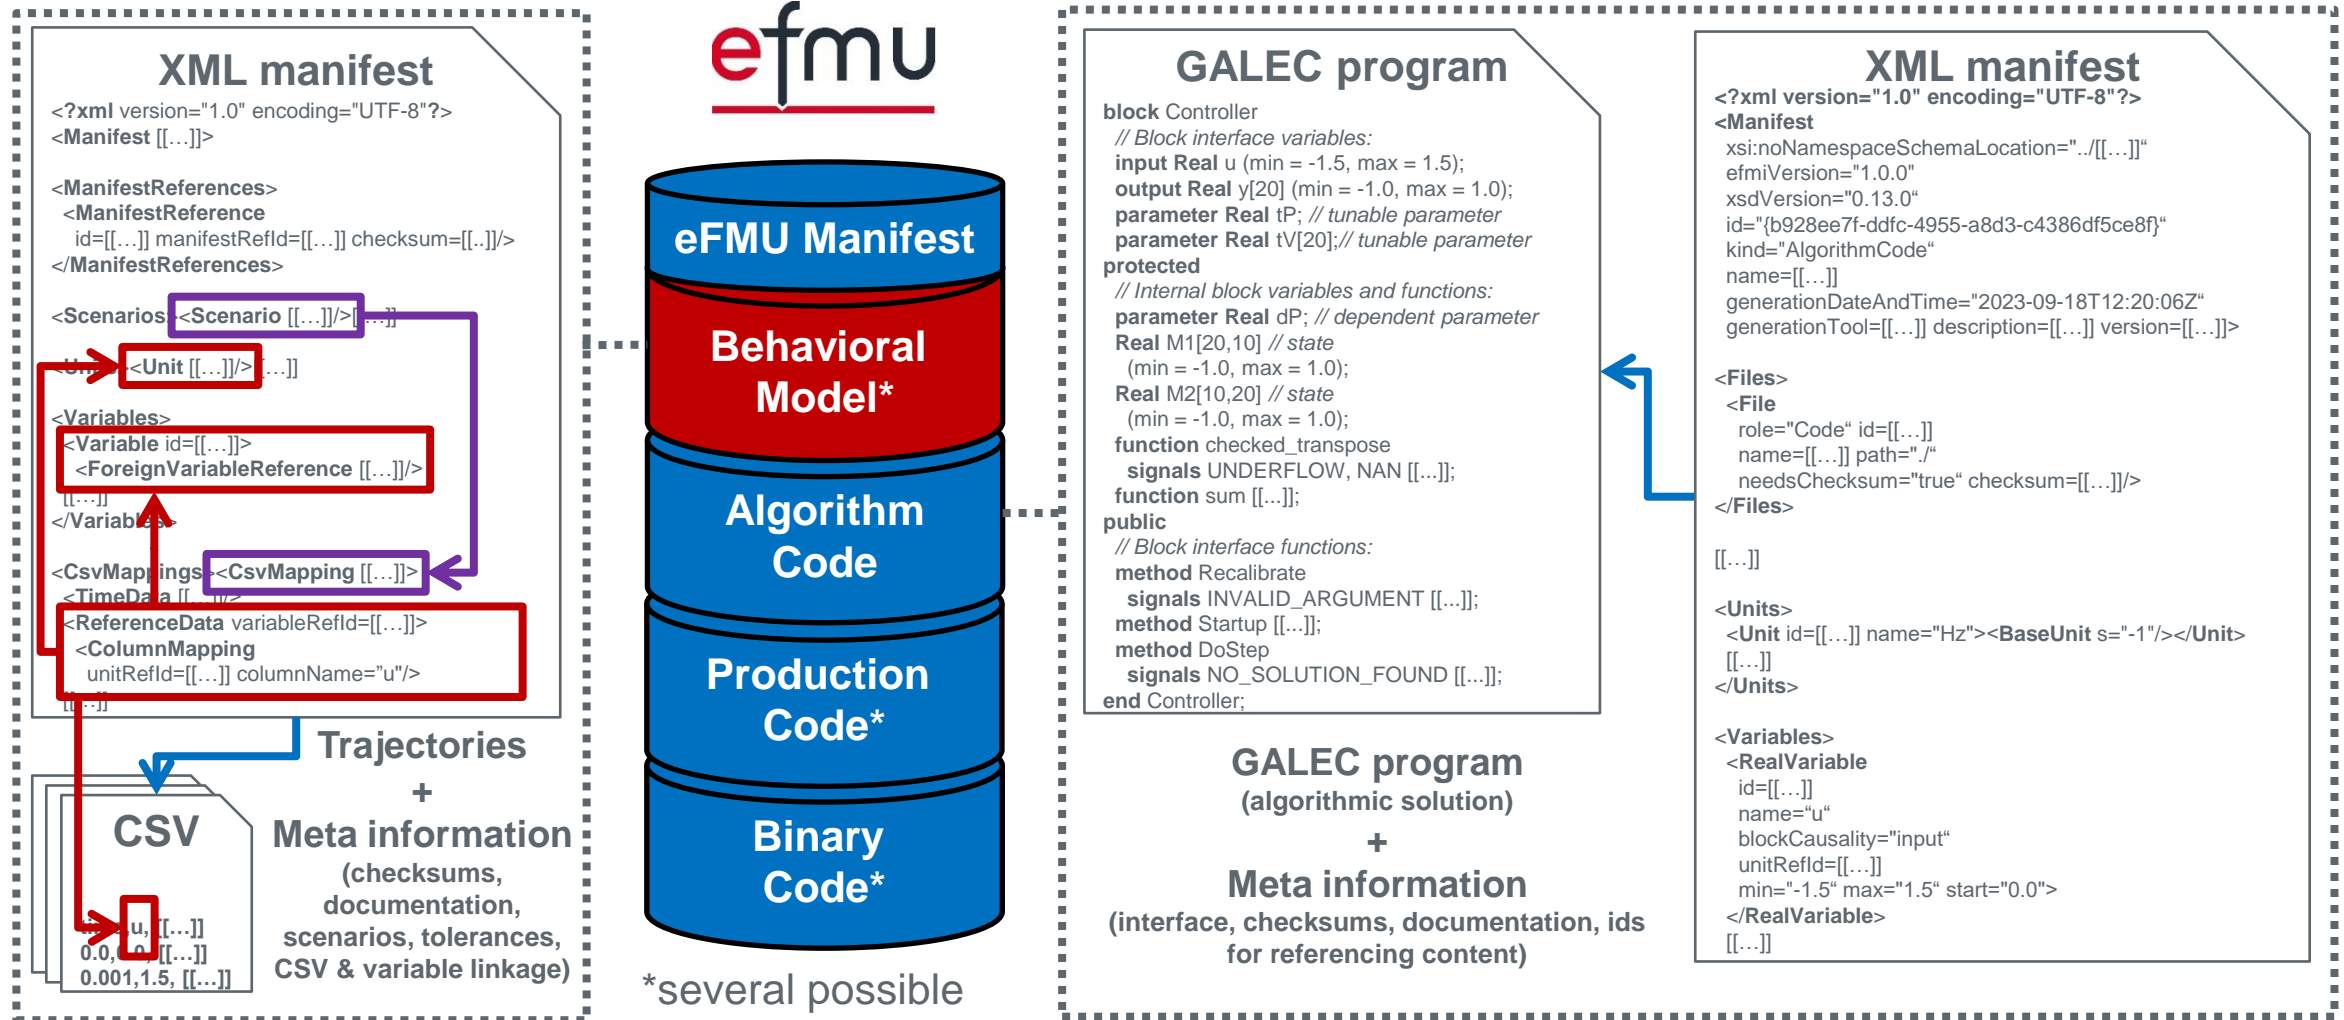 XML manifest
<?xml version="1.0" encoding="UTF-8"?>
<Manifest [[…]]>
<ManifestReferences>
<ManifestReference
id=[[…]] manifestRefId=[[…]] checksum=[[..]]/>
</ManifestReferences>
<Scenarios><Scenario [[…]]/>[[…]]
<Units><Unit [[…]]/>[[…]]
<Variables>
<Variable id=[[…]]>
<ForeignVariableReference [[…]]/>
[[…]]
</Variables>
<CsvMappings><CsvMapping [[…]]>
<TimeData [[…]]/>
<ReferenceData variableRefId=[[…]]>
<ColumnMapping
unitRefId=[[…]] columnName=”u"/>
[[…]]
CSV
time,u, [[…]]
0.0,0.0, [[…]]
0.001,1.5, [[…]]
Trajectories
+
Meta information
(checksums,
documentation,
scenarios, tolerances,
CSV & variable linkage)
efmu
eFMU Manifest
Behavioral
Model*
Algorithm
Code
Production
Code*
Binary
Code*
*several possible
GALEC program
block Controller
// Block interface variables:
input Real u (min = -1.5, max = 1.5);
output Real y[20] (min = -1.0, max = 1.0);
parameter Real tP; // tunable parameter
parameter Real tV[20];// tunable parameter
protected
// Internal block variables and functions:
parameter Real dP; // dependent parameter
Real M1[20,10] // state
(min = -1.0, max = 1.0);
Real M2[10,20] // state
(min = -1.0, max = 1.0);
function checked_transpose
signals UNDERFLOW, NAN [[...]];
function sum [[...]];
public
// Block interface functions:
method Recalibrate
signals INVALID_ARGUMENT [[...]];
method Startup [[...]];
method DoStep
signals NO_SOLUTION_FOUND [[...]];
end Controller;
GALEC program
(algorithmic solution)
+
Meta information
(interface, checksums, documentation, ids
for referencing content)
XML manifest
<?xml version="1.0" encoding="UTF-8"?>
<Manifest
xsi:noNamespaceSchemaLocation="../[[…]]“
efmiVersion="1.0.0"
xsdVersion="0.13.0“
id="{b928ee7f-ddfc-4955-a8d3-c4386df5ce8f}“
kind="AlgorithmCode“
name=[[…]]
generationDateAndTime="2023-09-18T12:20:06Z“
generationTool=[[…]] description=[[…]] version=[[…]]>
<Files>
<File
role="Code“ id=[[…]]
name=[[…]] path="./“
needsChecksum="true“ checksum=[[…]]/>
</Files>
[[…]]
<Units>
<Unit id=[[…]] name="Hz"><BaseUnit s="-1"/></Unit>
[[…]]
</Units>
<Variables>
<RealVariable
id=[[…]]
name=“u“
blockCausality="input“
unitRefId=[[…]]
min="-1.5“ max="1.5“ start="0.0">
</RealVariable>
[[…]]